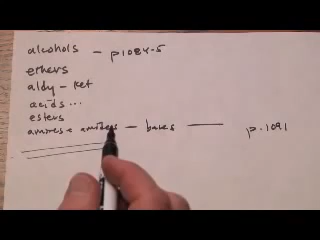 alcohols — p1084-5
ethers
aldy - ket
acids...
esters
amines + amides — bases — p.1091